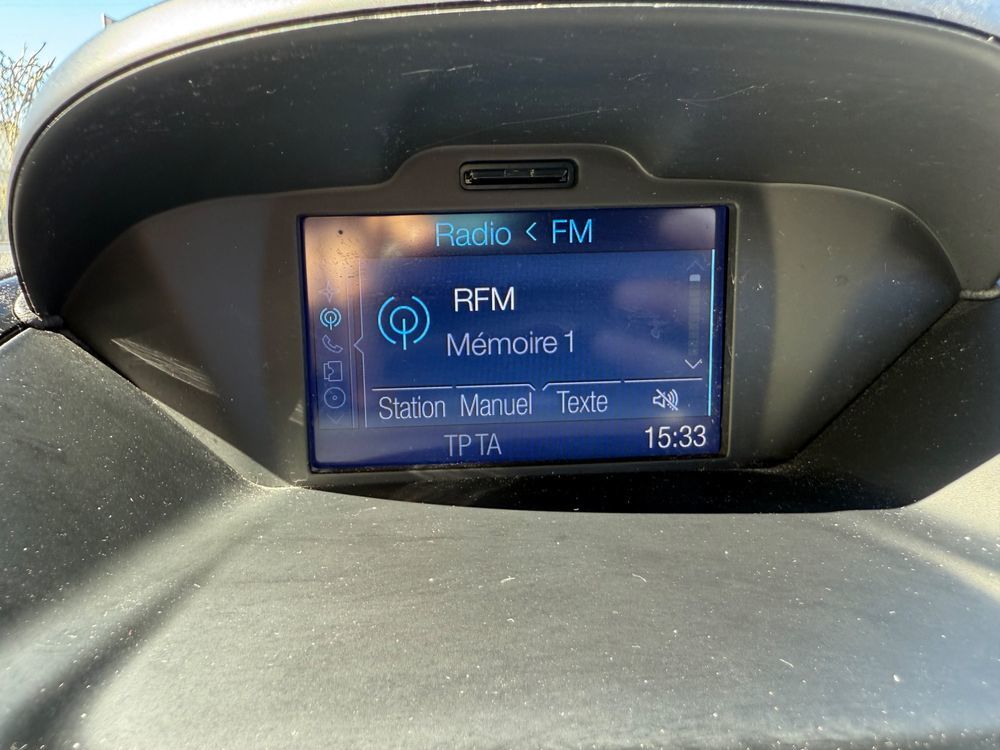 Radio < FM
RFM
Mémoire 1
Station Manuel Texte
TP TA 15:33